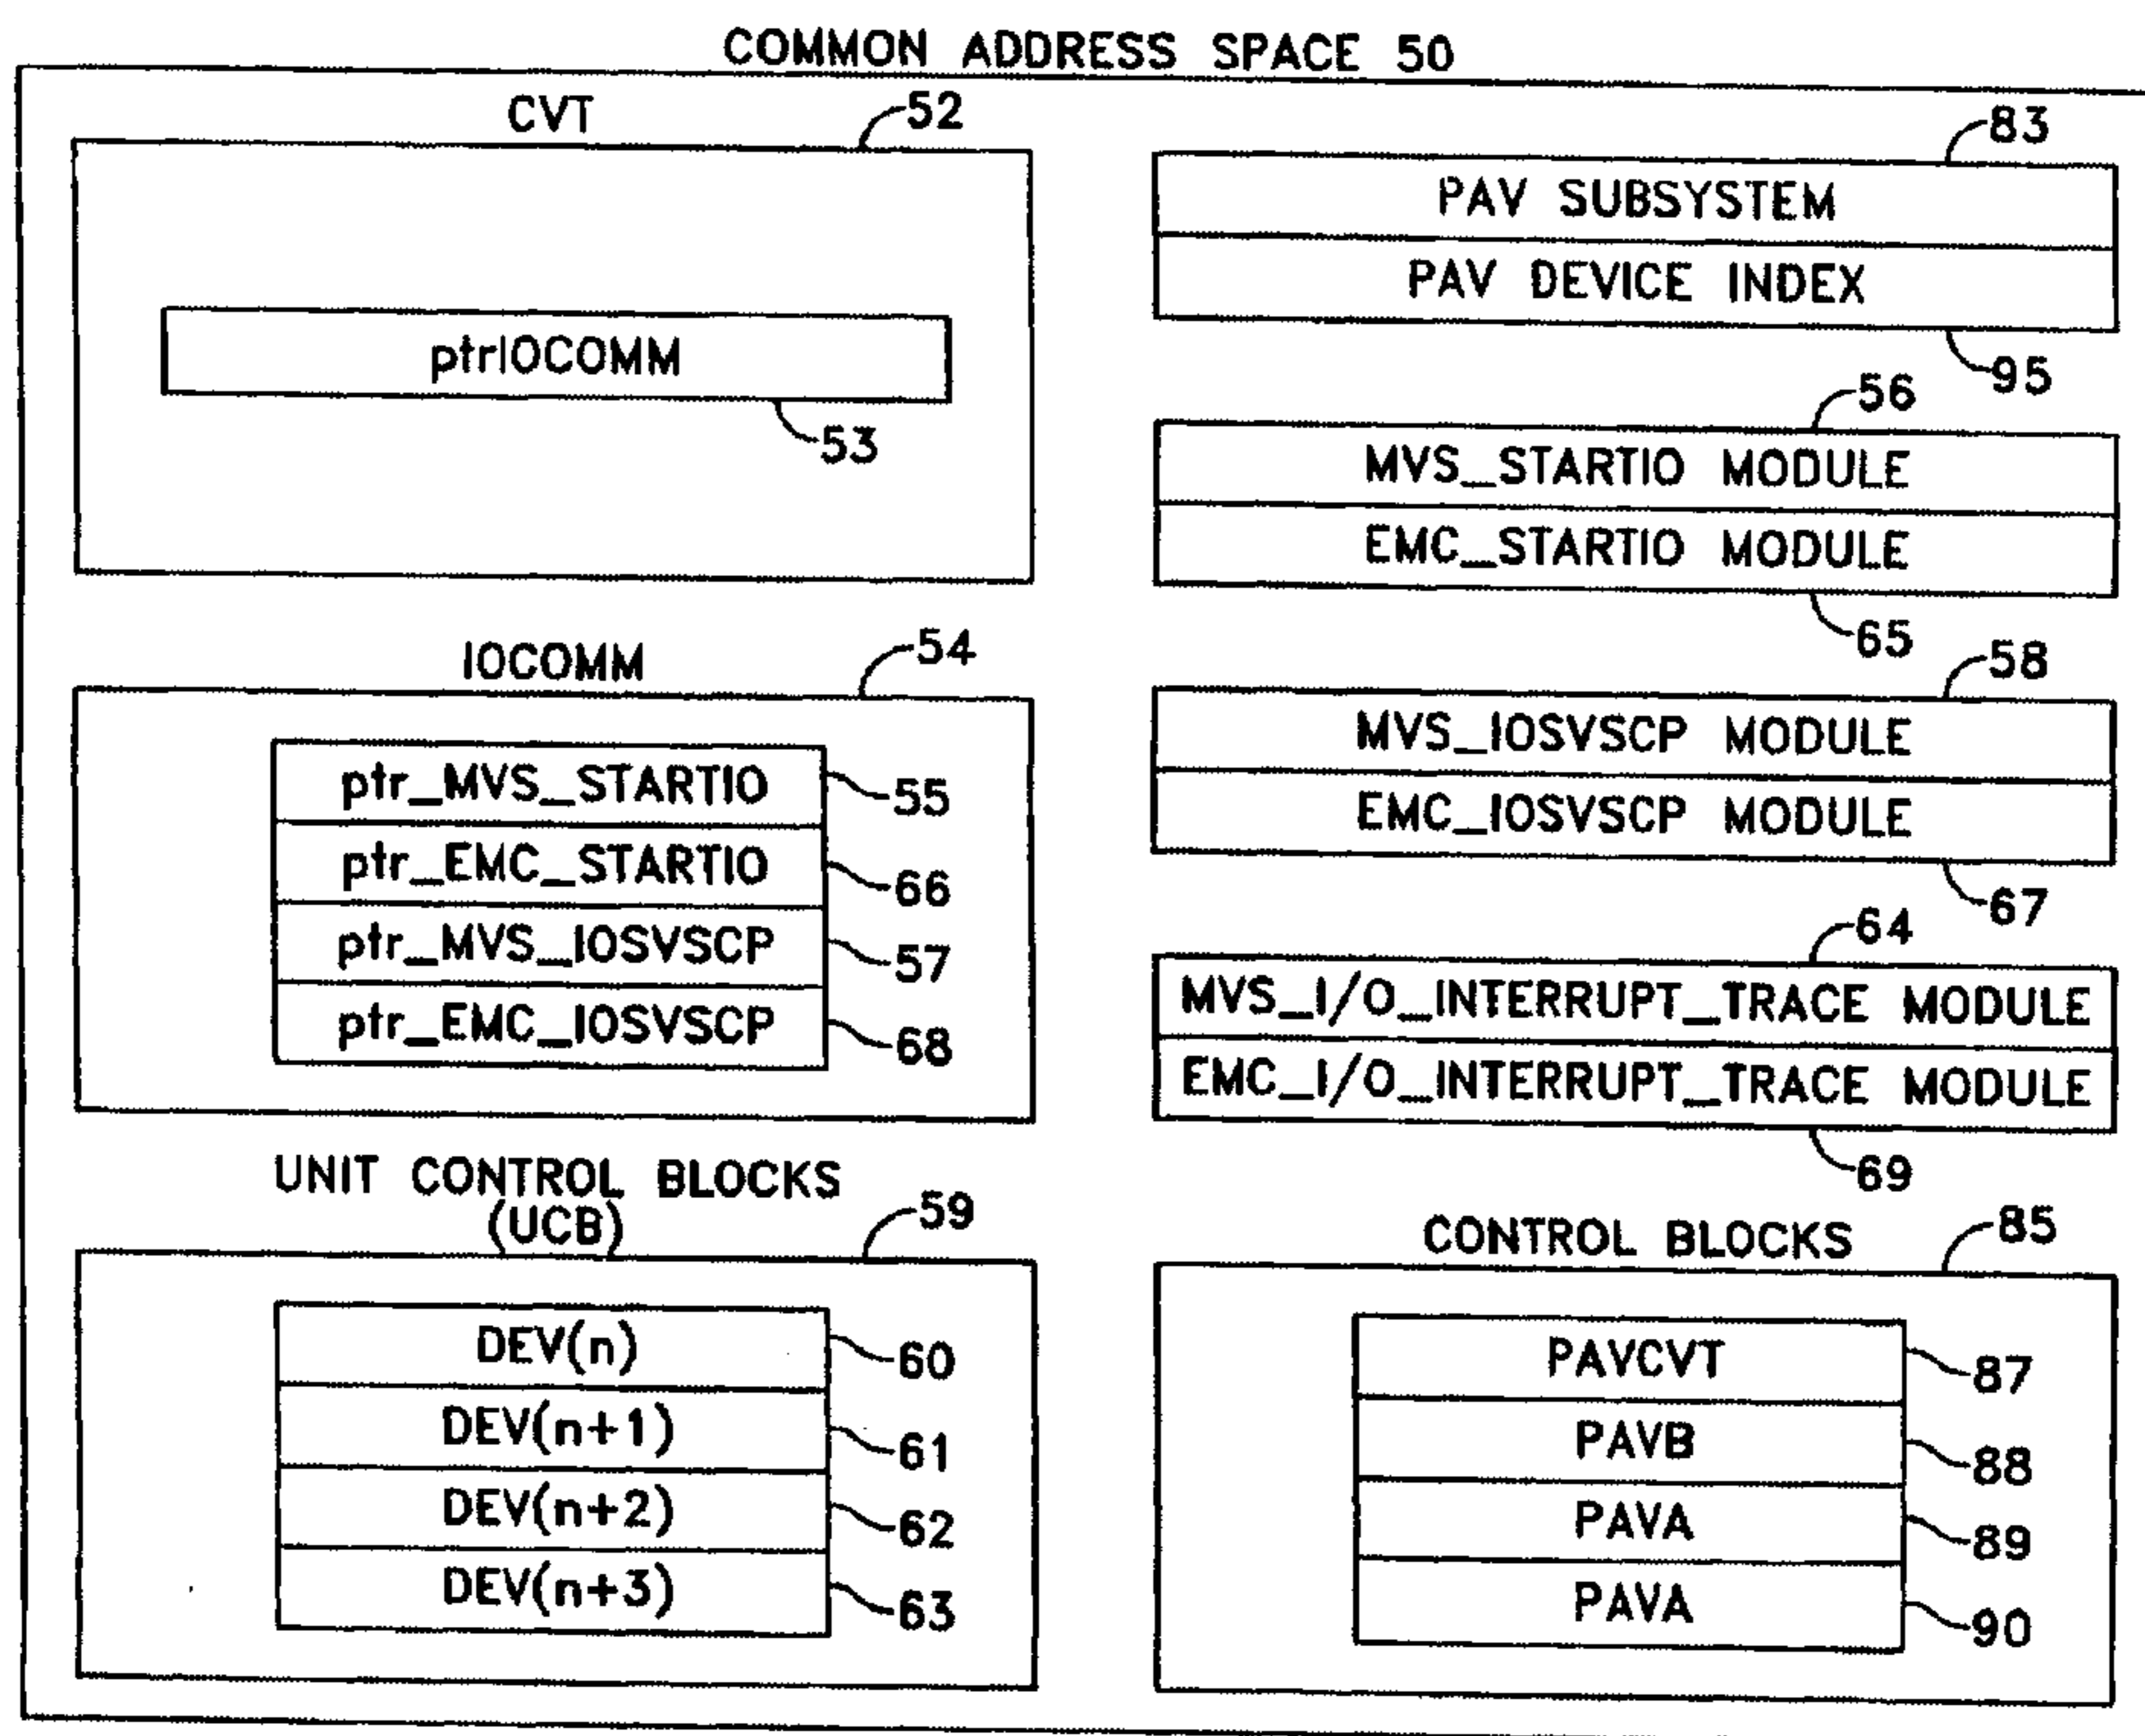 COMMON ADDRESS SPACE 50
CVT
52
ptrIOCOMM
53
IOCOMM
54
ptr_MVS_STARTIO
55
ptr_EMC_STARTIO
66
ptr_MVS_IOSVSCP
57
ptr_EMC_IOSVSCP
68
UNIT CONTROL BLOCKS
(UCB)
59
DEV(n)
60
DEV(n+1)
61
DEV(n+2)
62
DEV(n+3)
63
83
PAV SUBSYSTEM
PAV DEVICE INDEX
95
56
MVS_STARTIO MODULE
EMC_STARTIO MODULE
65
58
MVS_IOSVSCP MODULE
EMC_IOSVSCP MODULE
67
64
MVS_I/O_INTERRUPT_TRACE MODULE
EMC_I/O_INTERRUPT_TRACE MODULE
69
CONTROL BLOCKS
85
PAVCVT
87
PAVB
88
PAVA
89
PAVA
90